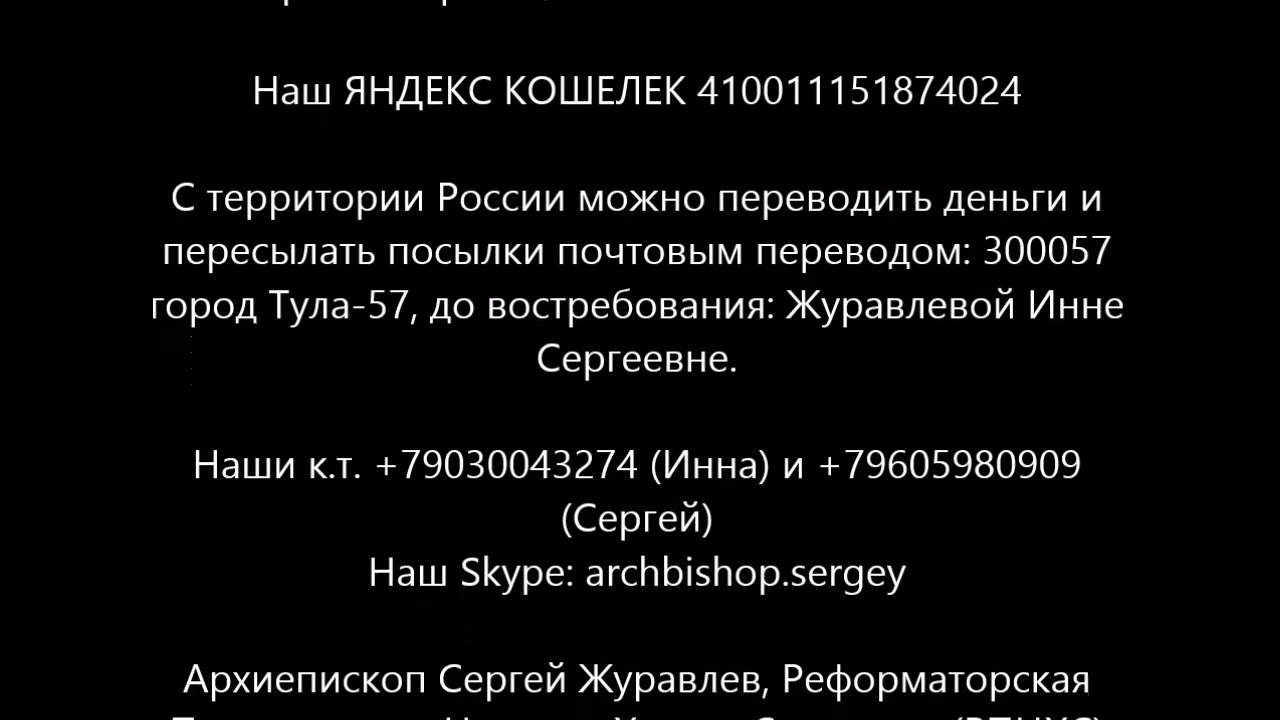 Наш ЯНДЕКС КОШЕЛЕК 410011151874024
С территории России можно переводить деньги и
пересылать посылки почтовым переводом: 300057
город Тула-57, до востребования: Журавлевой Инне
Сергеевне.
Наши к.т. +79030043274 (Инна) и +79605980909
(Сергей)
Наш Skype: archbishop.sergey
Архиепископ Сергей Журавлев, Реформаторская